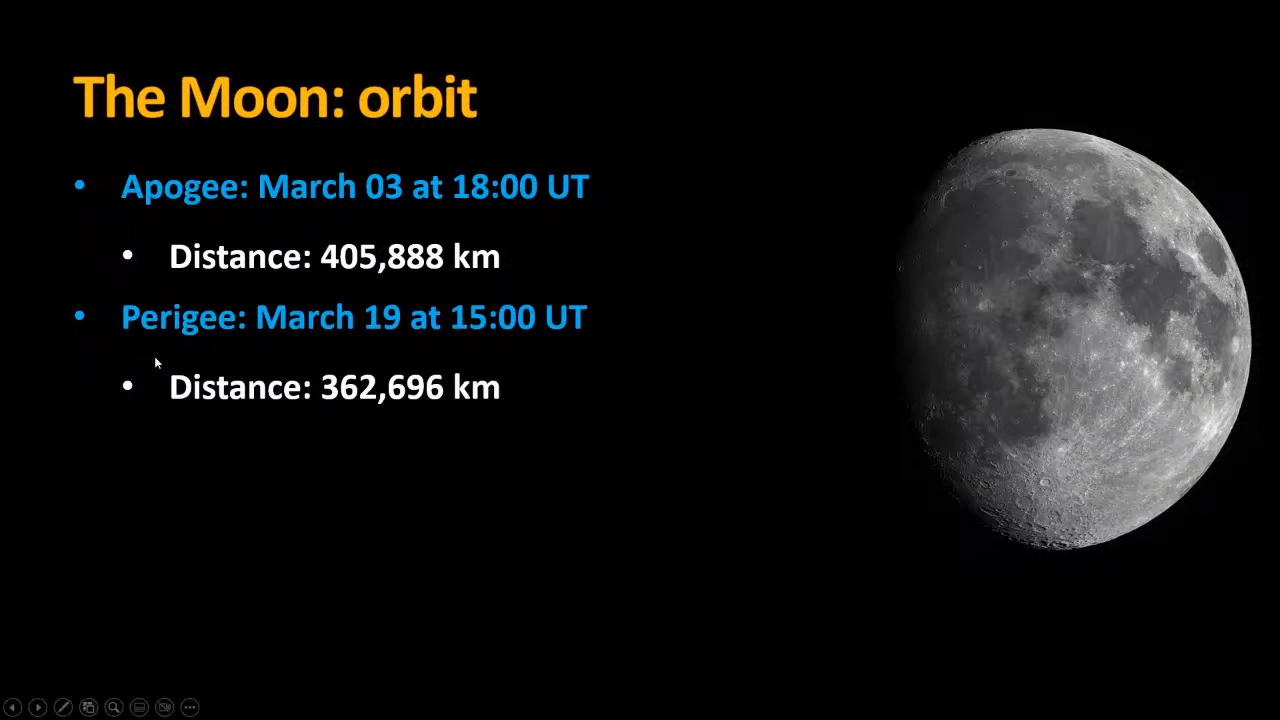 The Moon: orbit
• Apogee: March 03 at 18:00 UT
• Distance: 405,888 km
• Perigee: March 19 at 15:00 UT
• Distance: 362,696 km